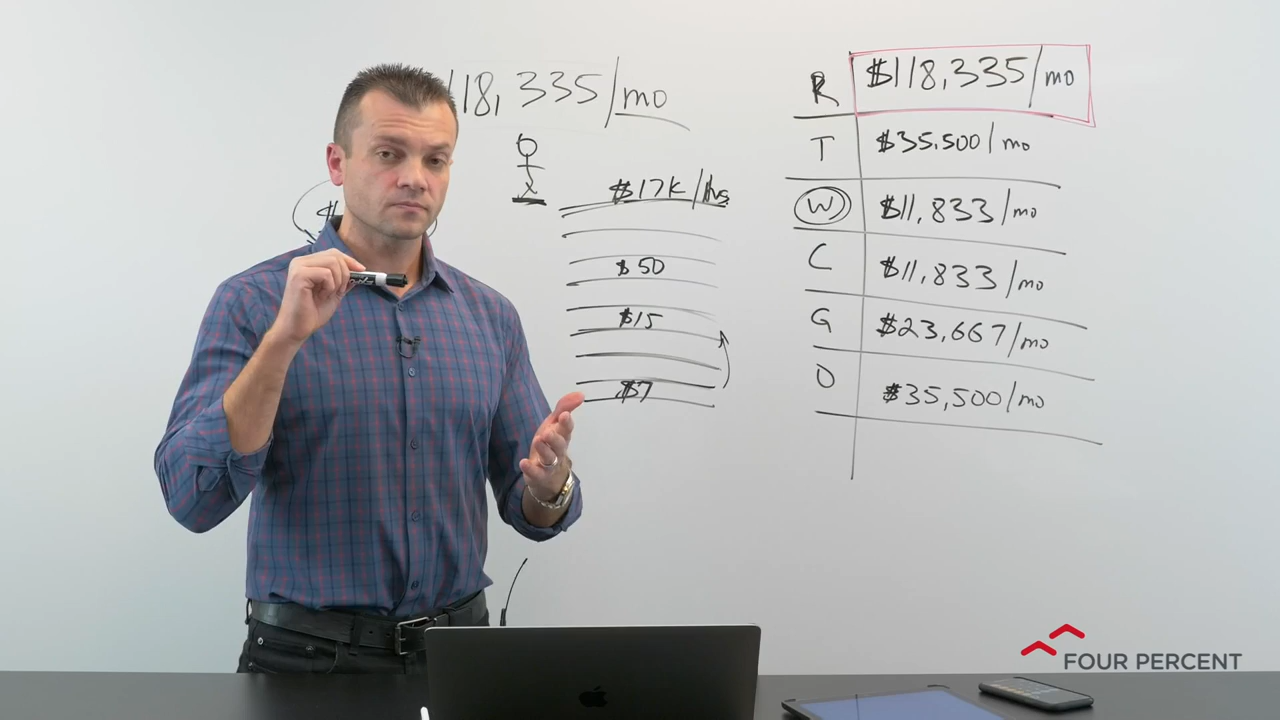 118,335/mo
$
$17K/hrs
$50
$15
$7
R $118,335/mo
T $35,500/mo
W $11,833/mo
C $11,833/mo
G $23,667/mo
O $35,500/mo
FOUR PERCENT